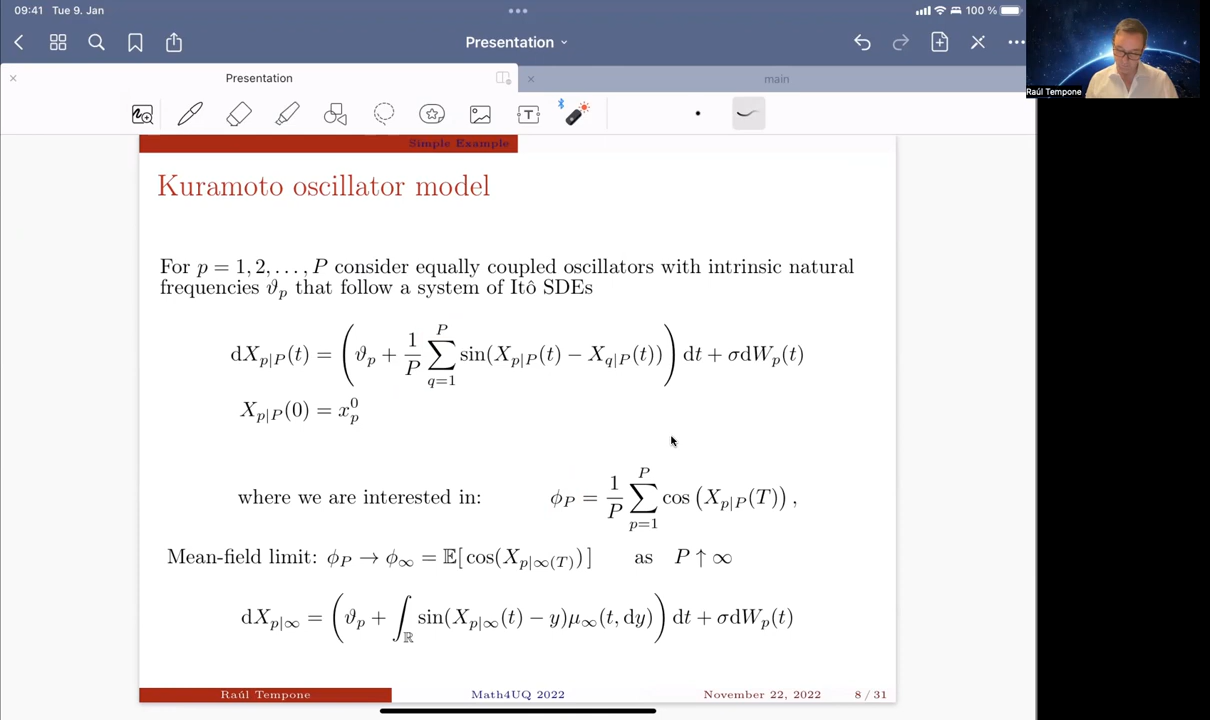 09:41 Tue 9. Jan
100 %
Presentation
Presentation
main
T
Raúl Tempone
Simple Example
Kuramoto oscillator model
For p = 1, 2, . . . , P consider equally coupled oscillators with intrinsic natural
frequencies ϑ_p that follow a system of Itô SDEs
dX_{p|P}(t) = (ϑ_p + \frac{1}{P} ∑_{q=1}^{P} sin(X_{p|P}(t) − X_{q|P}(t))) dt + σdW_p(t)
X_{p|P}(0) = x_p^0
where we are interested in: ϕ_P = \frac{1}{P} ∑_{p=1}^{P} cos (X_{p|P}(T)) ,
Mean-field limit: ϕ_P → ϕ_∞ = 𝔼[cos(X_{p|∞(T)})] as P ↑ ∞
dX_{p|∞} = (ϑ_p + ∫_ℝ sin(X_{p|∞}(t) − y)μ_∞(t, dy)) dt + σdW_p(t)
Raúl Tempone Math4UQ 2022 November 22, 2022 8 / 31